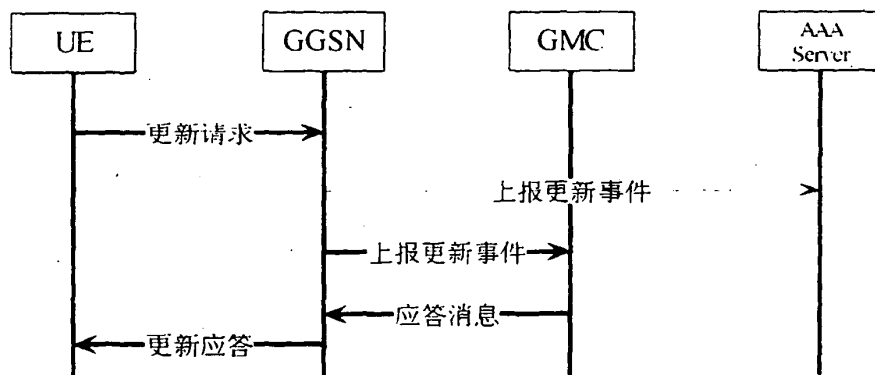 UE
GGSN
GMC
AAA
Server
更新请求
上报更新事件
上报更新事件
应答消息
更新应答